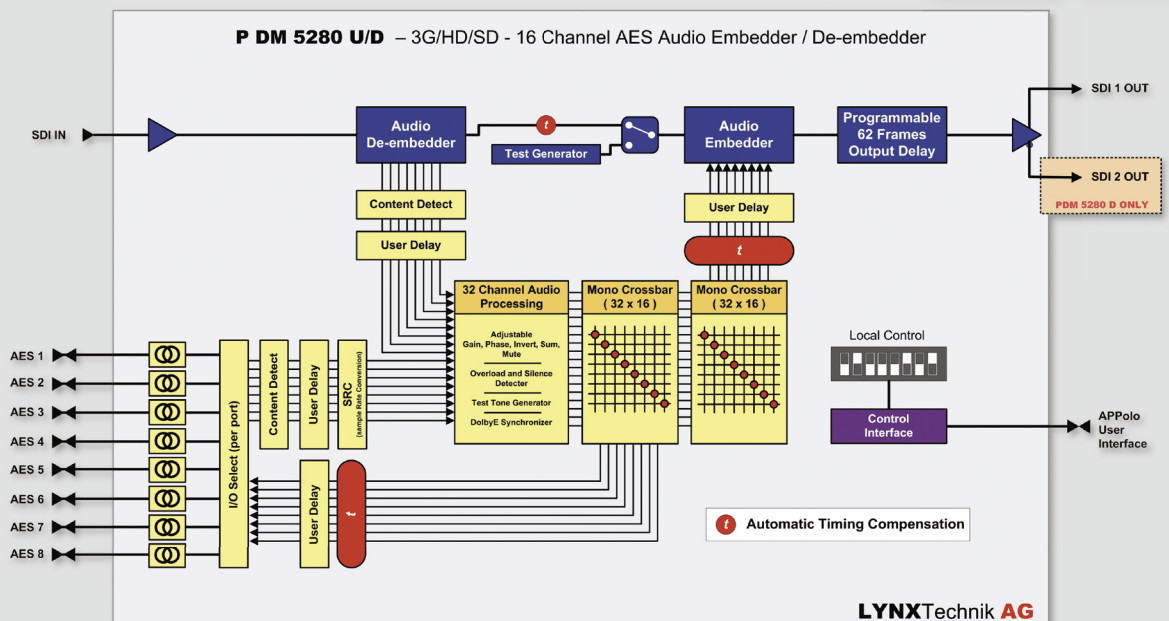 P DM 5280 U/D – 3G/HD/SD - 16 Channel AES Audio Embedder / De-embedder
SDI IN
Audio
De-embedder
t
Test Generator
Audio
Embedder
Programmable
62 Frames
Output Delay
SDI 1 OUT
SDI 2 OUT
PDM 5280 D ONLY
Content Detect
User Delay
User Delay
t
32 Channel Audio
Processing
Adjustable
Gain, Phase, Invert, Sum,
Mute
Overload and Silence
Detecter
Test Tone Generator
DolbyE Synchronizer
Mono Crossbar
( 32 x 16 )
Mono Crossbar
( 32 x 16 )
AES 1
AES 2
AES 3
AES 4
AES 5
AES 6
AES 7
AES 8
I/O Select (per port)
Content Detect
User Delay
SRC
(sample Rate Conversion)
User Delay
t
Local Control
Control
Interface
APPolo
User
Interface
t Automatic Timing Compensation
LYNXTechnik AG